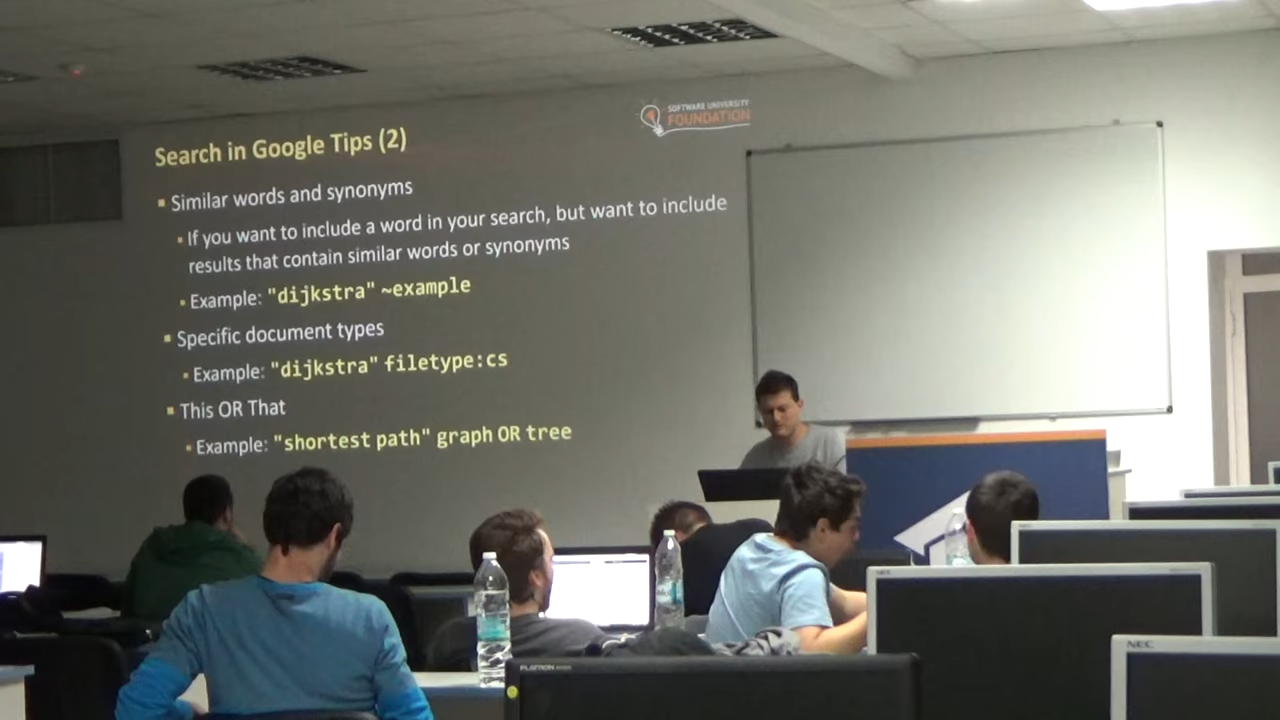 SOFTWARE UNIVERSITY
FOUNDATION
Search in Google Tips (2)
Similar words and synonyms
If you want to include a word in your search, but want to include
results that contain similar words or synonyms
Example: "dijkstra" ~example
Specific document types
Example: "dijkstra" filetype:cs
This OR That
Example: "shortest path" graph OR tree
NEC
FLATRON
NEC